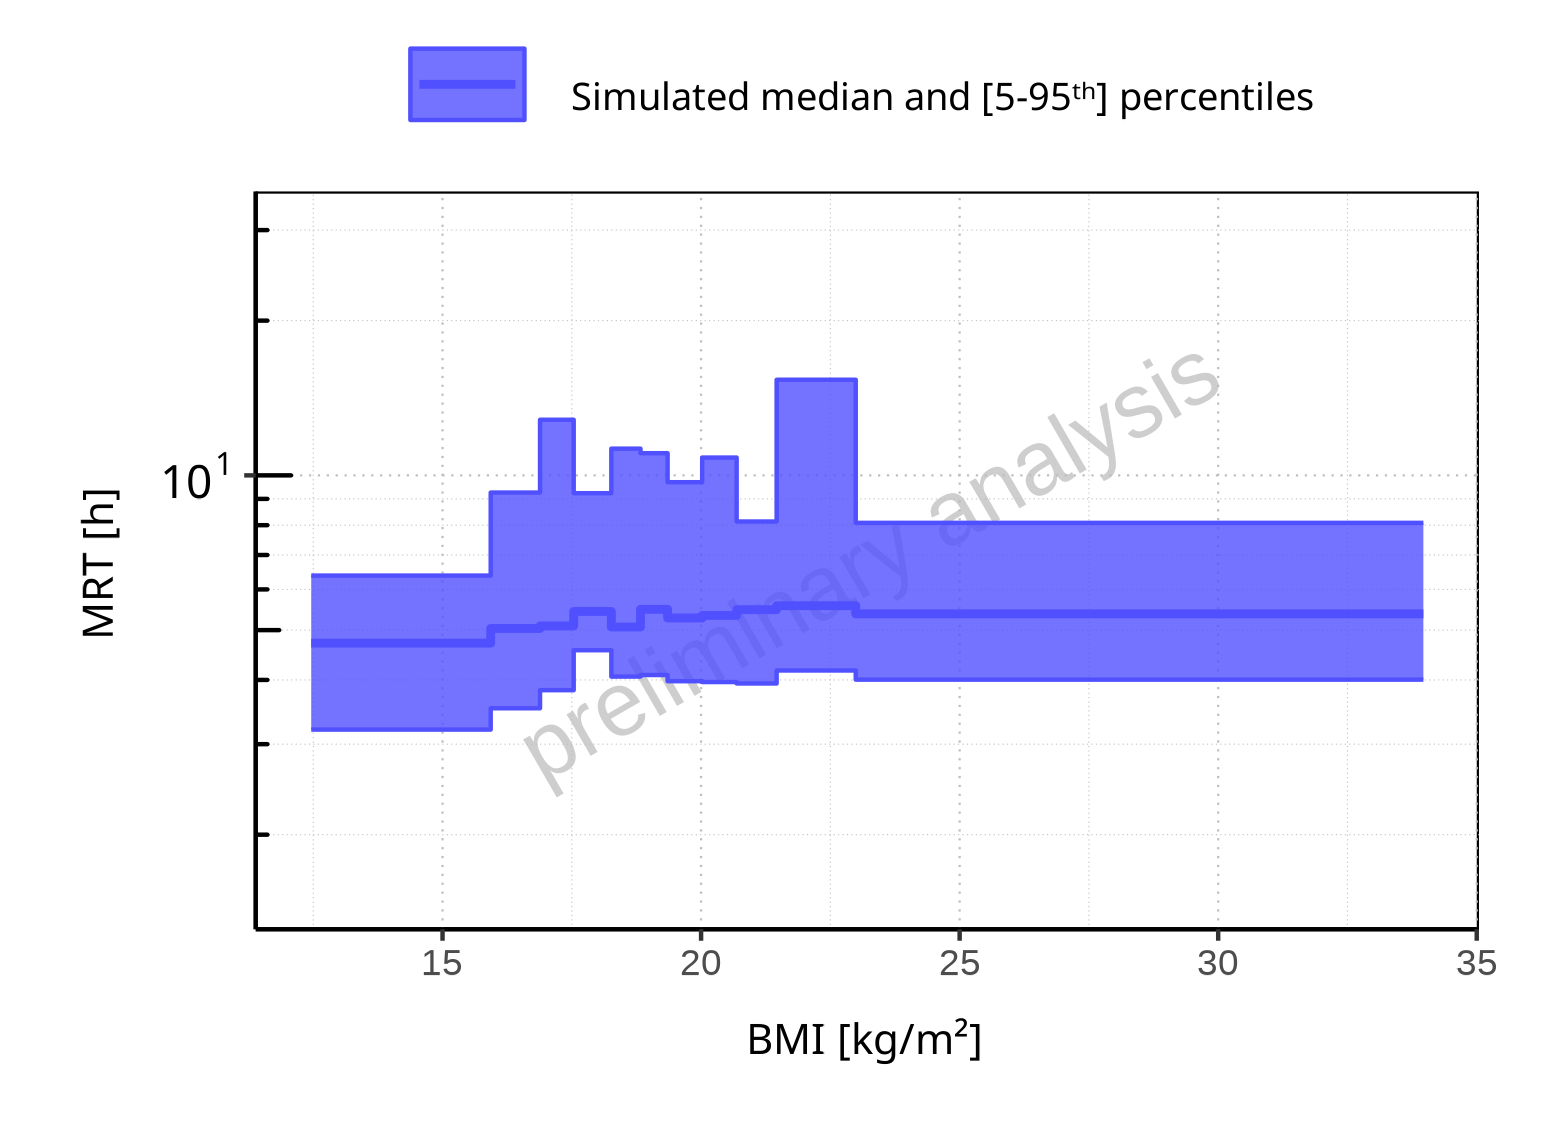 Simulated median and [5-95ᵗʰ] percentiles
10¹
MRT [h]
preliminary analysis
15 20 25 30 35
BMI [kg/m²]